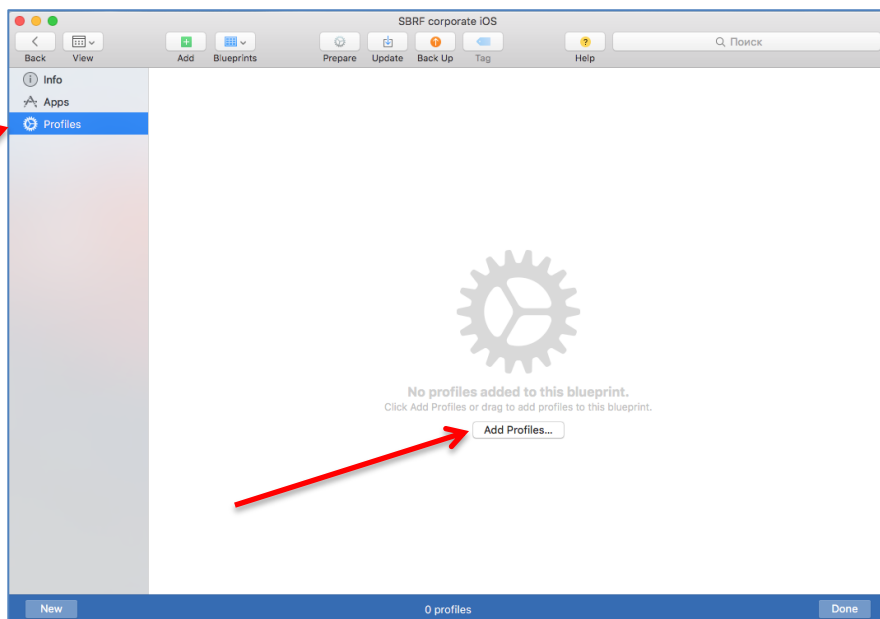 SBRF corporate iOS
Back View Add Blueprints Prepare Update Back Up Tag ? Help Поиск
i Info
Apps
Profiles
No profiles added to this blueprint.
Click Add Profiles or drag to add profiles to this blueprint.
Add Profiles...
New 0 profiles Done